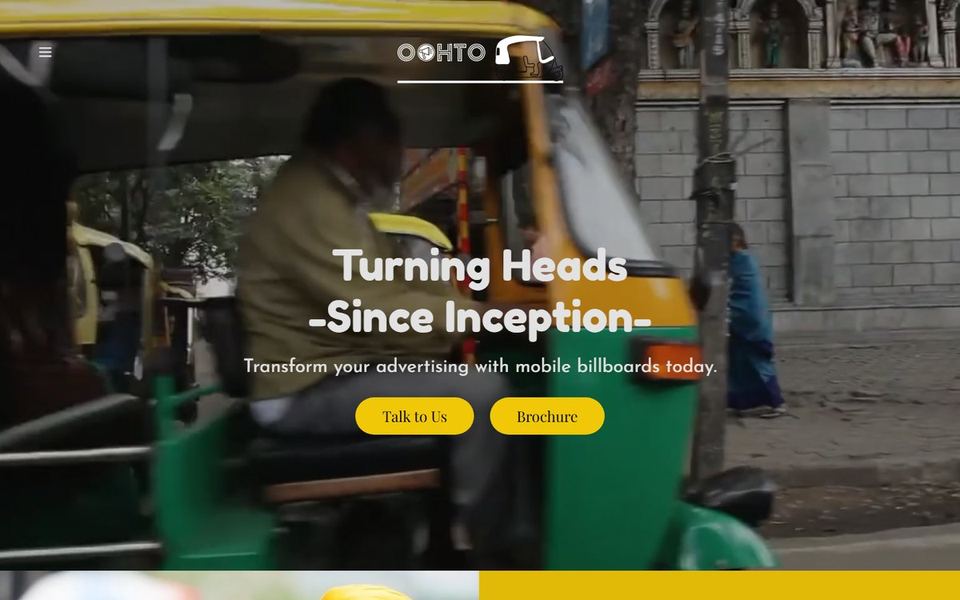 OOHTO
Turning Heads
-Since Inception-
Transform your advertising with mobile billboards today.
Talk to Us
Brochure